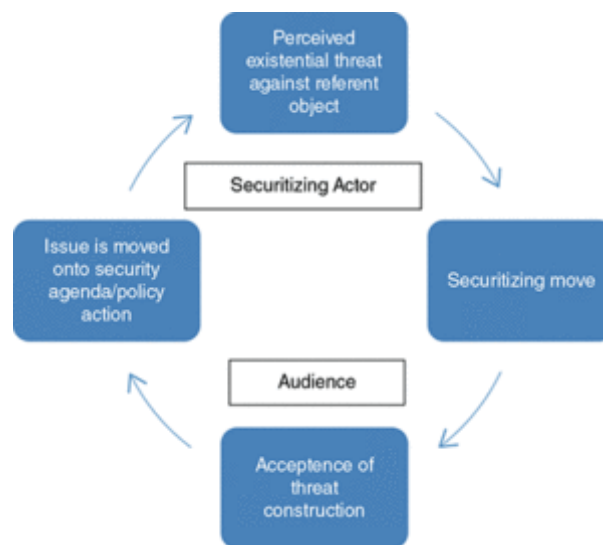 Perceived
existential threat
against referent
object
Securitizing Actor
Issue is moved
onto security
agenda/policy
action
Securitizing move
Audience
Acceptence of
threat
construction